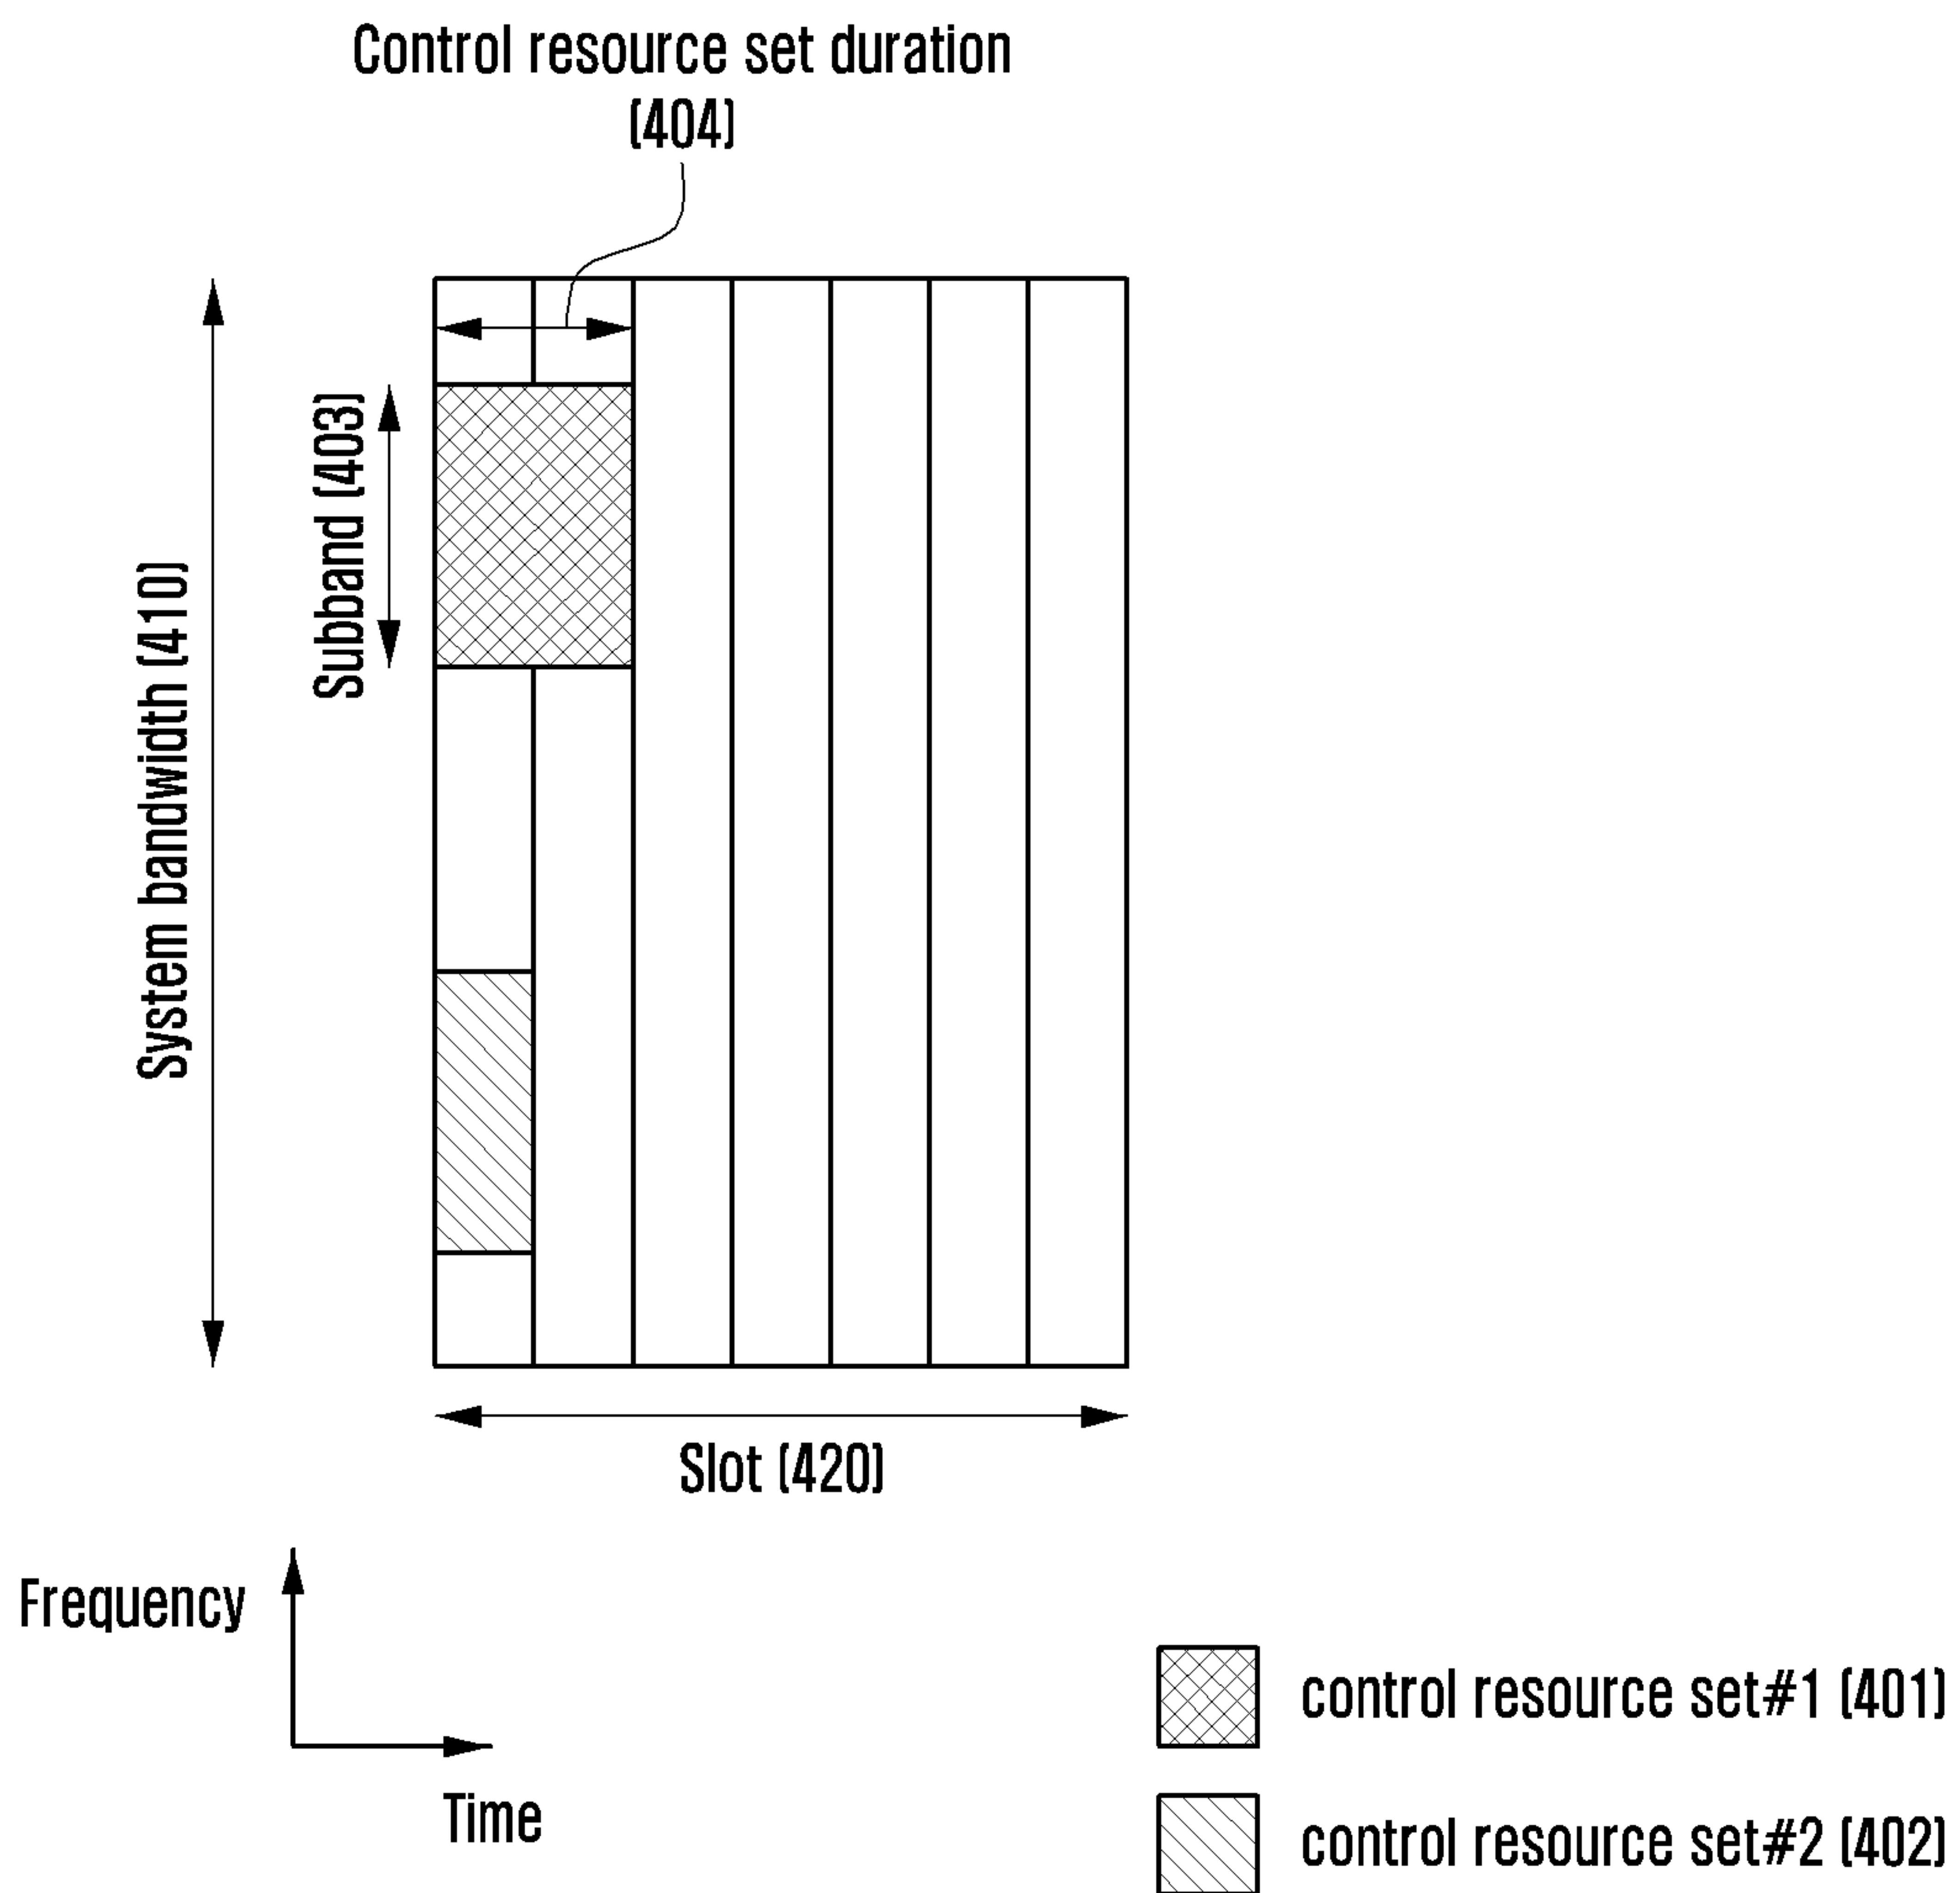 Control resource set duration
(404)
Subband (403)
System bandwidth (410)
Slot (420)
Frequency
Time
control resource set#1 (401)
control resource set#2 (402)